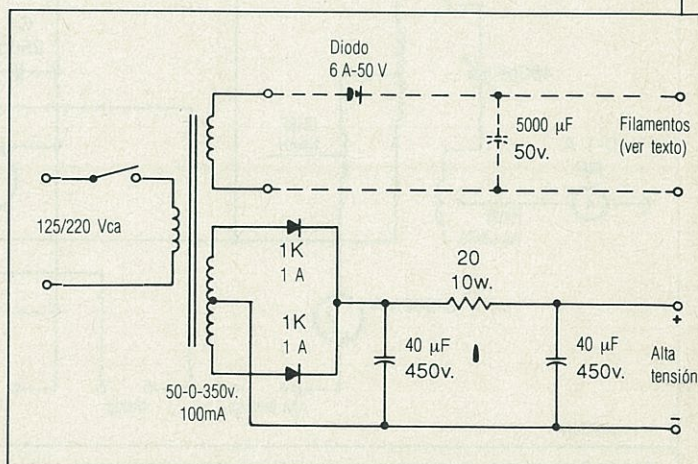 Diodo
6 A-50 V
5000 µF
50v.
Filamentos
(ver texto)
125/220 Vca
1K
1 A
1K
1 A
20
10w.
+
40 µF
450v.
40 µF
450v.
Alta
tensión
50-0-350v.
100mA
−